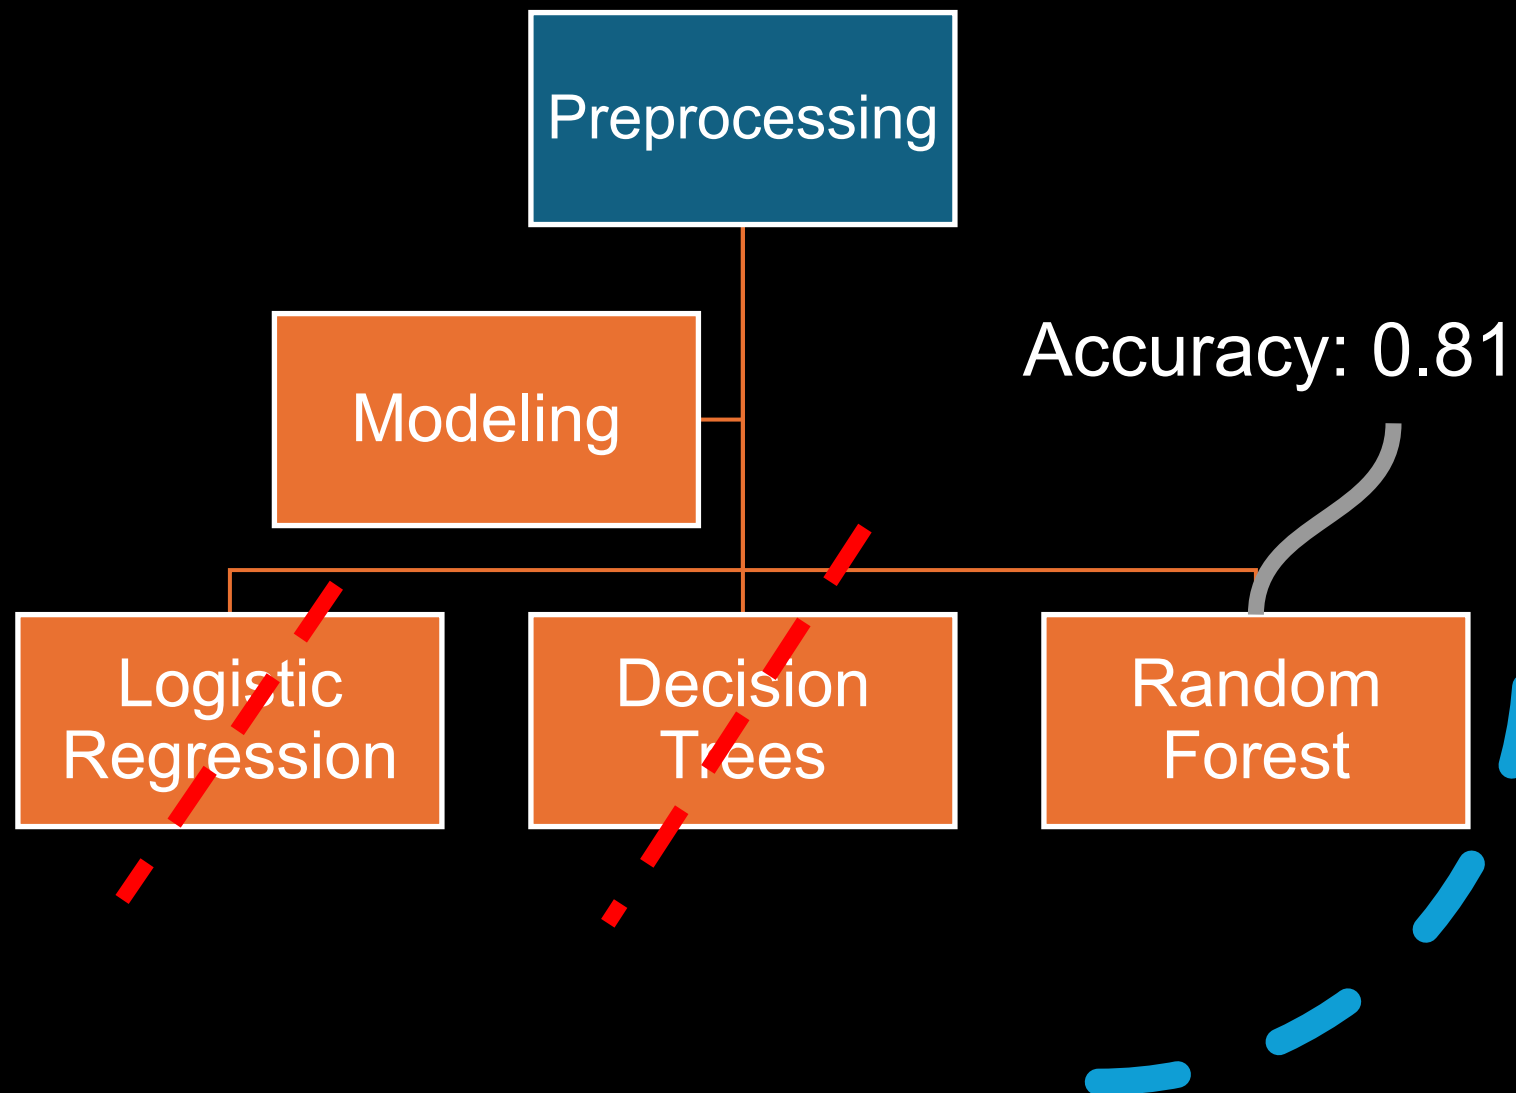 Preprocessing
Modeling
Accuracy: 0.81
Logistic
Regression
Decision
Trees
Random
Forest